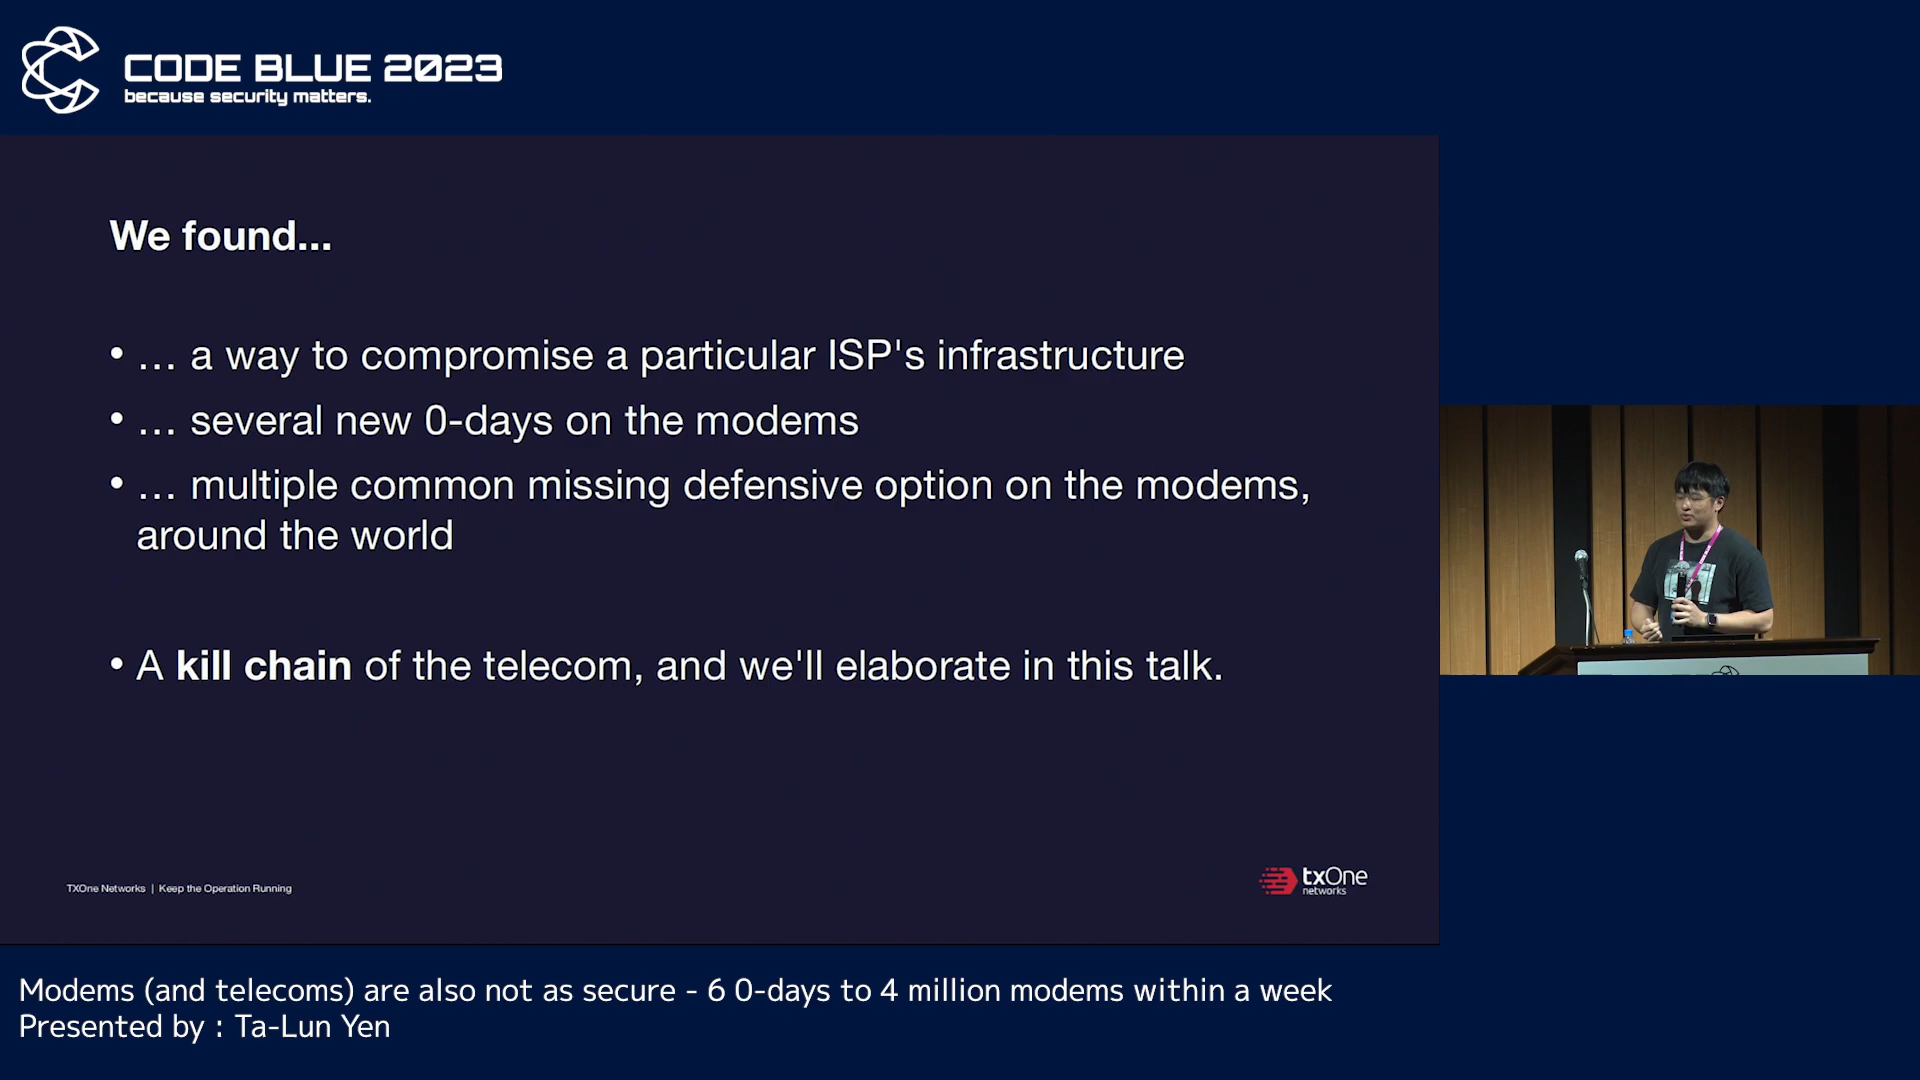 CODE BLUE 2023
because security matters.
We found...
• ... a way to compromise a particular ISP's infrastructure
• ... several new 0-days on the modems
• ... multiple common missing defensive option on the modems,
around the world
• A kill chain of the telecom, and we'll elaborate in this talk.
TXOne Networks | Keep the Operation Running
txOne
networks
Modems (and telecoms) are also not as secure - 6 0-days to 4 million modems within a week
Presented by : Ta-Lun Yen